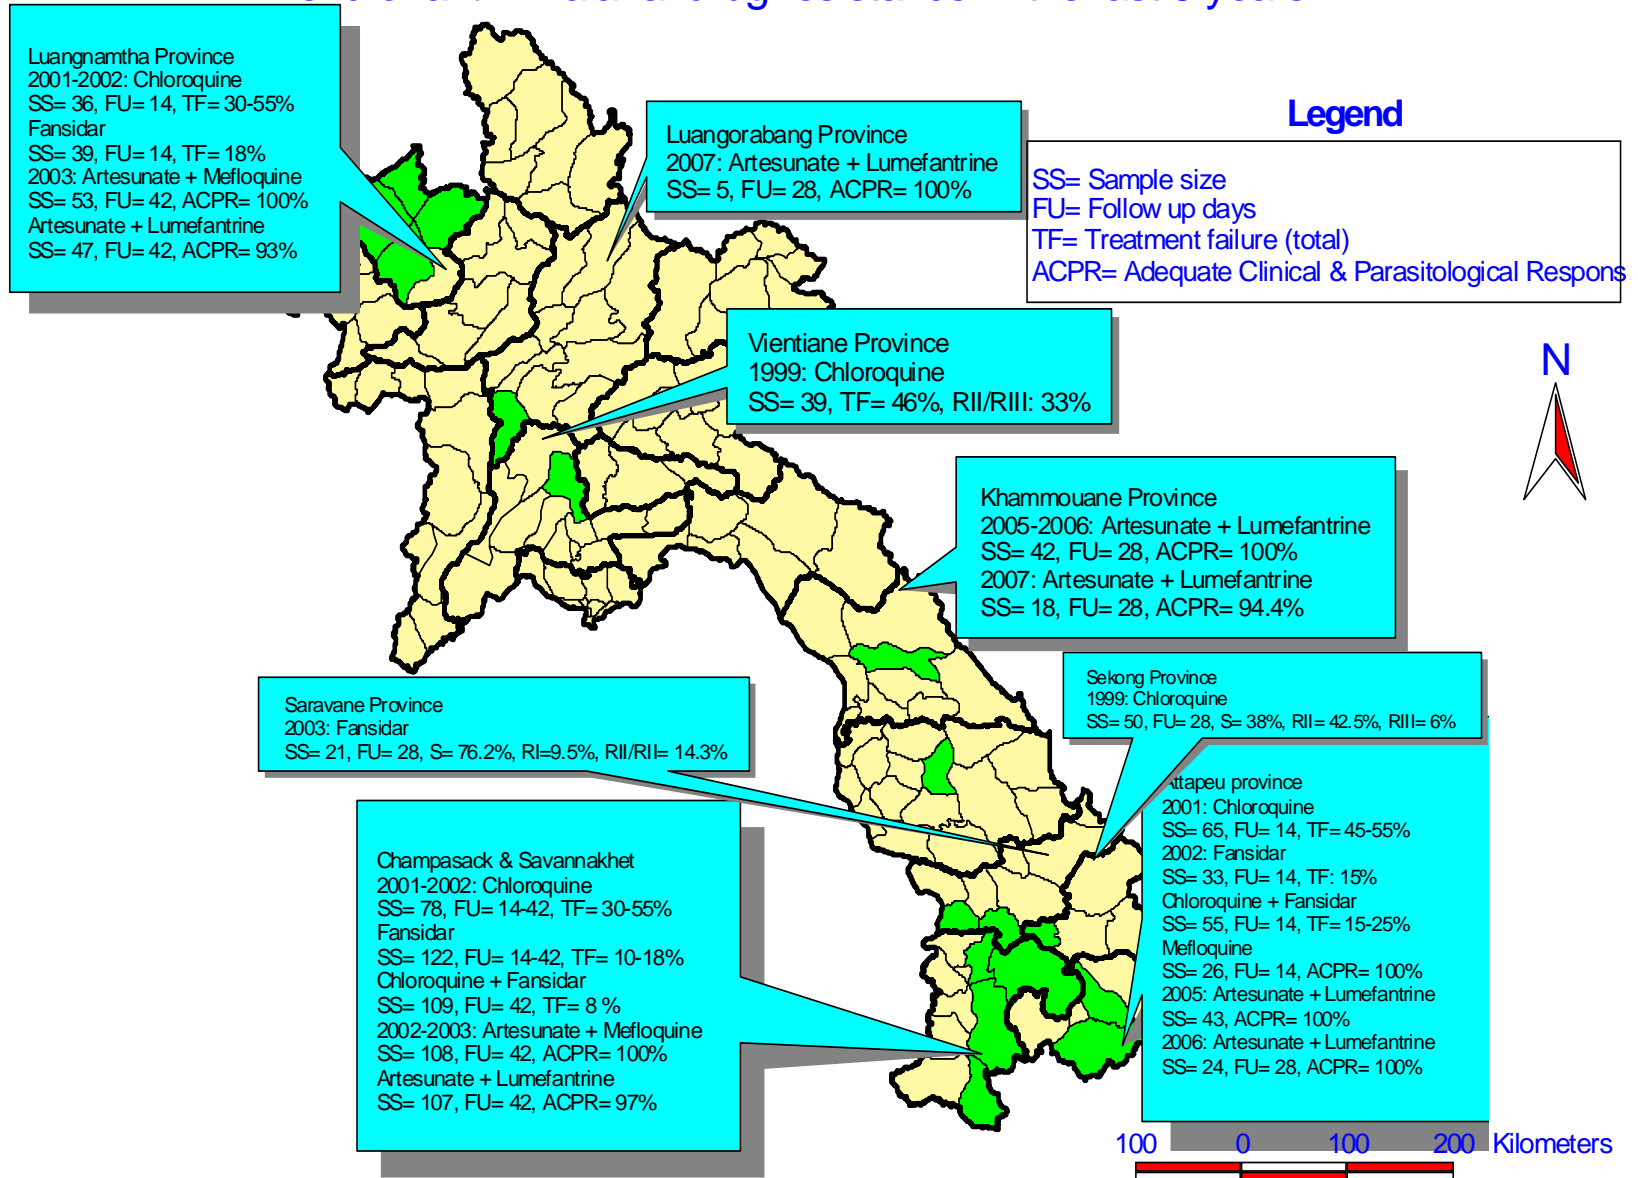 Luangnamtha Province
2001-2002: Chloroquine
SS= 36, FU= 14, TF= 30-55%
Fansidar
SS= 39, FU= 14, TF= 18%
2003: Artesunate + Mefloquine
SS= 53, FU= 42, ACPR= 100%
Artesunate + Lumefantrine
SS= 47, FU= 42, ACPR= 93%
Luangorabang Province
2007: Artesunate + Lumefantrine
SS= 5, FU= 28, ACPR= 100%
Legend
SS= Sample size
FU= Follow up days
TF= Treatment failure (total)
ACPR= Adequate Clinical & Parasitological Respons
Vientiane Province
1999: Chloroquine
SS= 39, TF= 46%, RII/RIII: 33%
N
Khammouane Province
2005-2006: Artesunate + Lumefantrine
SS= 42, FU= 28, ACPR= 100%
2007: Artesunate + Lumefantrine
SS= 18, FU= 28, ACPR= 94.4%
Saravane Province
2003: Fansidar
SS= 21, FU= 28, S= 76.2%, RI=9.5%, RII/RII= 14.3%
Sekong Province
1999: Chloroquine
SS= 50, FU= 28, S= 38%, RII= 42.5%, RIII= 6%
Champasack & Savannakhet
2001-2002: Chloroquine
SS= 78, FU= 14-42, TF= 30-55%
Fansidar
SS= 122, FU= 14-42, TF= 10-18%
Chloroquine + Fansidar
SS= 109, FU= 42, TF= 8 %
2002-2003: Artesunate + Mefloquine
SS= 108, FU= 42, ACPR= 100%
Artesunate + Lumefantrine
SS= 107, FU= 42, ACPR= 97%
Attapeu province
2001: Chloroquine
SS= 65, FU= 14, TF= 45-55%
2002: Fansidar
SS= 33, FU= 14, TF: 15%
Chloroquine + Fansidar
SS= 55, FU= 14, TF= 15-25%
Mefloquine
SS= 26, FU= 14, ACPR= 100%
2005: Artesunate + Lumefantrine
SS= 43, ACPR= 100%
2006: Artesunate + Lumefantrine
SS= 24, FU= 28, ACPR= 100%
100 0 100 200 Kilometers